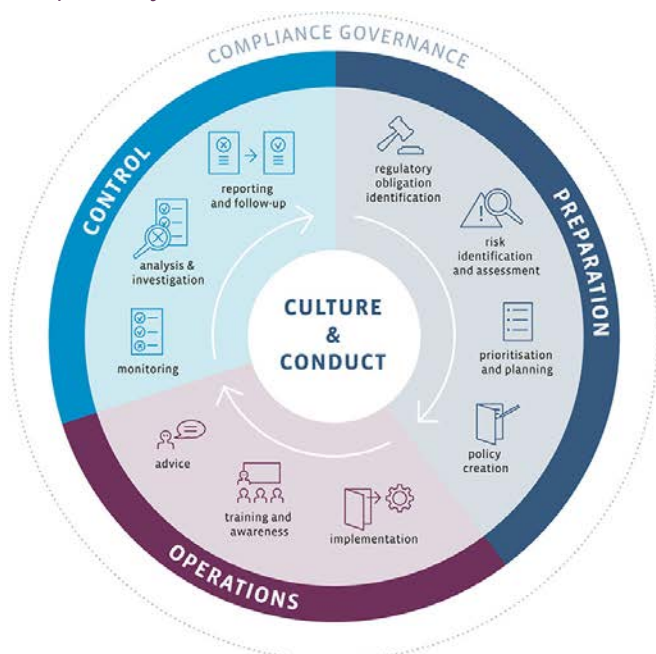 COMPLIANCE GOVERNANCE
CONTROL
PREPARATION
OPERATIONS
CULTURE
&
CONDUCT
regulatory
obligation
identification
risk
identification
and assessment
prioritisation
and planning
policy
creation
implementation
training and
awareness
advice
monitoring
analysis &
investigation
reporting
and follow-up